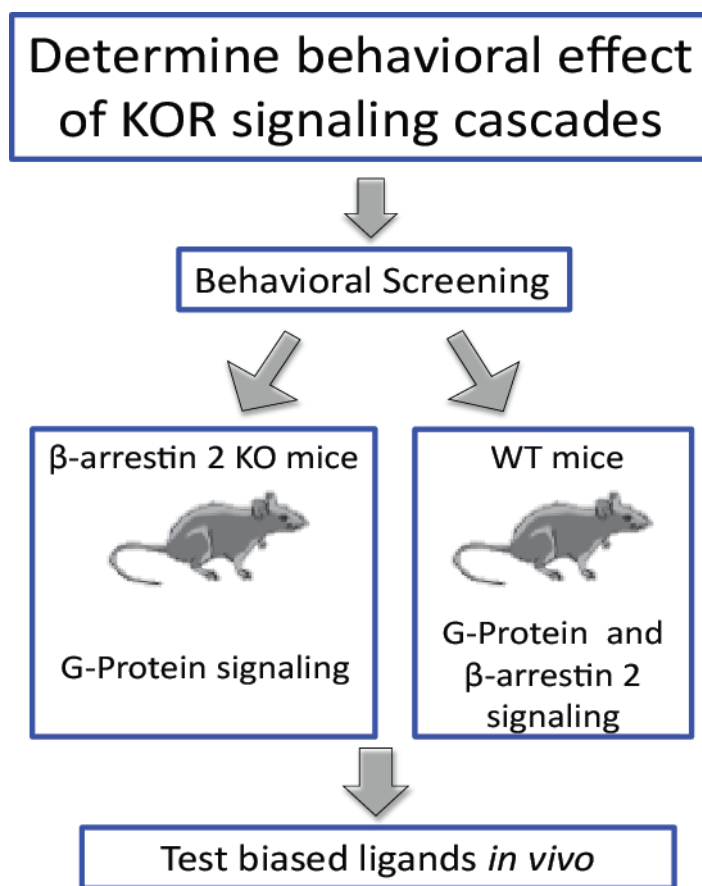 Determine behavioral effect
of KOR signaling cascades
Behavioral Screening
β-arrestin 2 KO mice
G-Protein signaling
WT mice
G-Protein and
β-arrestin 2
signaling
Test biased ligands in vivo